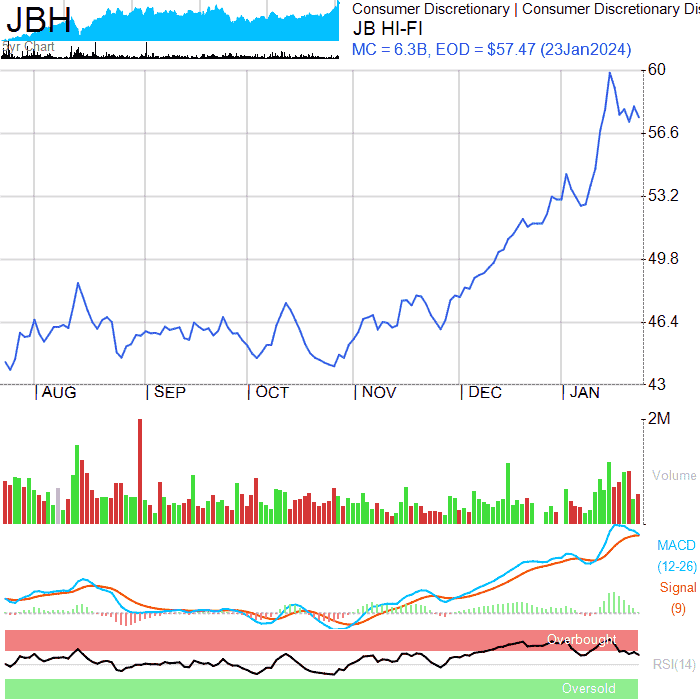 JBH
5yr Chart
Consumer Discretionary | Consumer Discretionary Dis
JB HI-FI
MC = 6.3B, EOD = $57.47 (23Jan2024)
60
56.6
53.2
49.8
46.4
43
AUG SEP OCT NOV DEC JAN
2M
Volume
MACD
(12-26)
Signal
(9)
Overbought
RSI(14)
Oversold